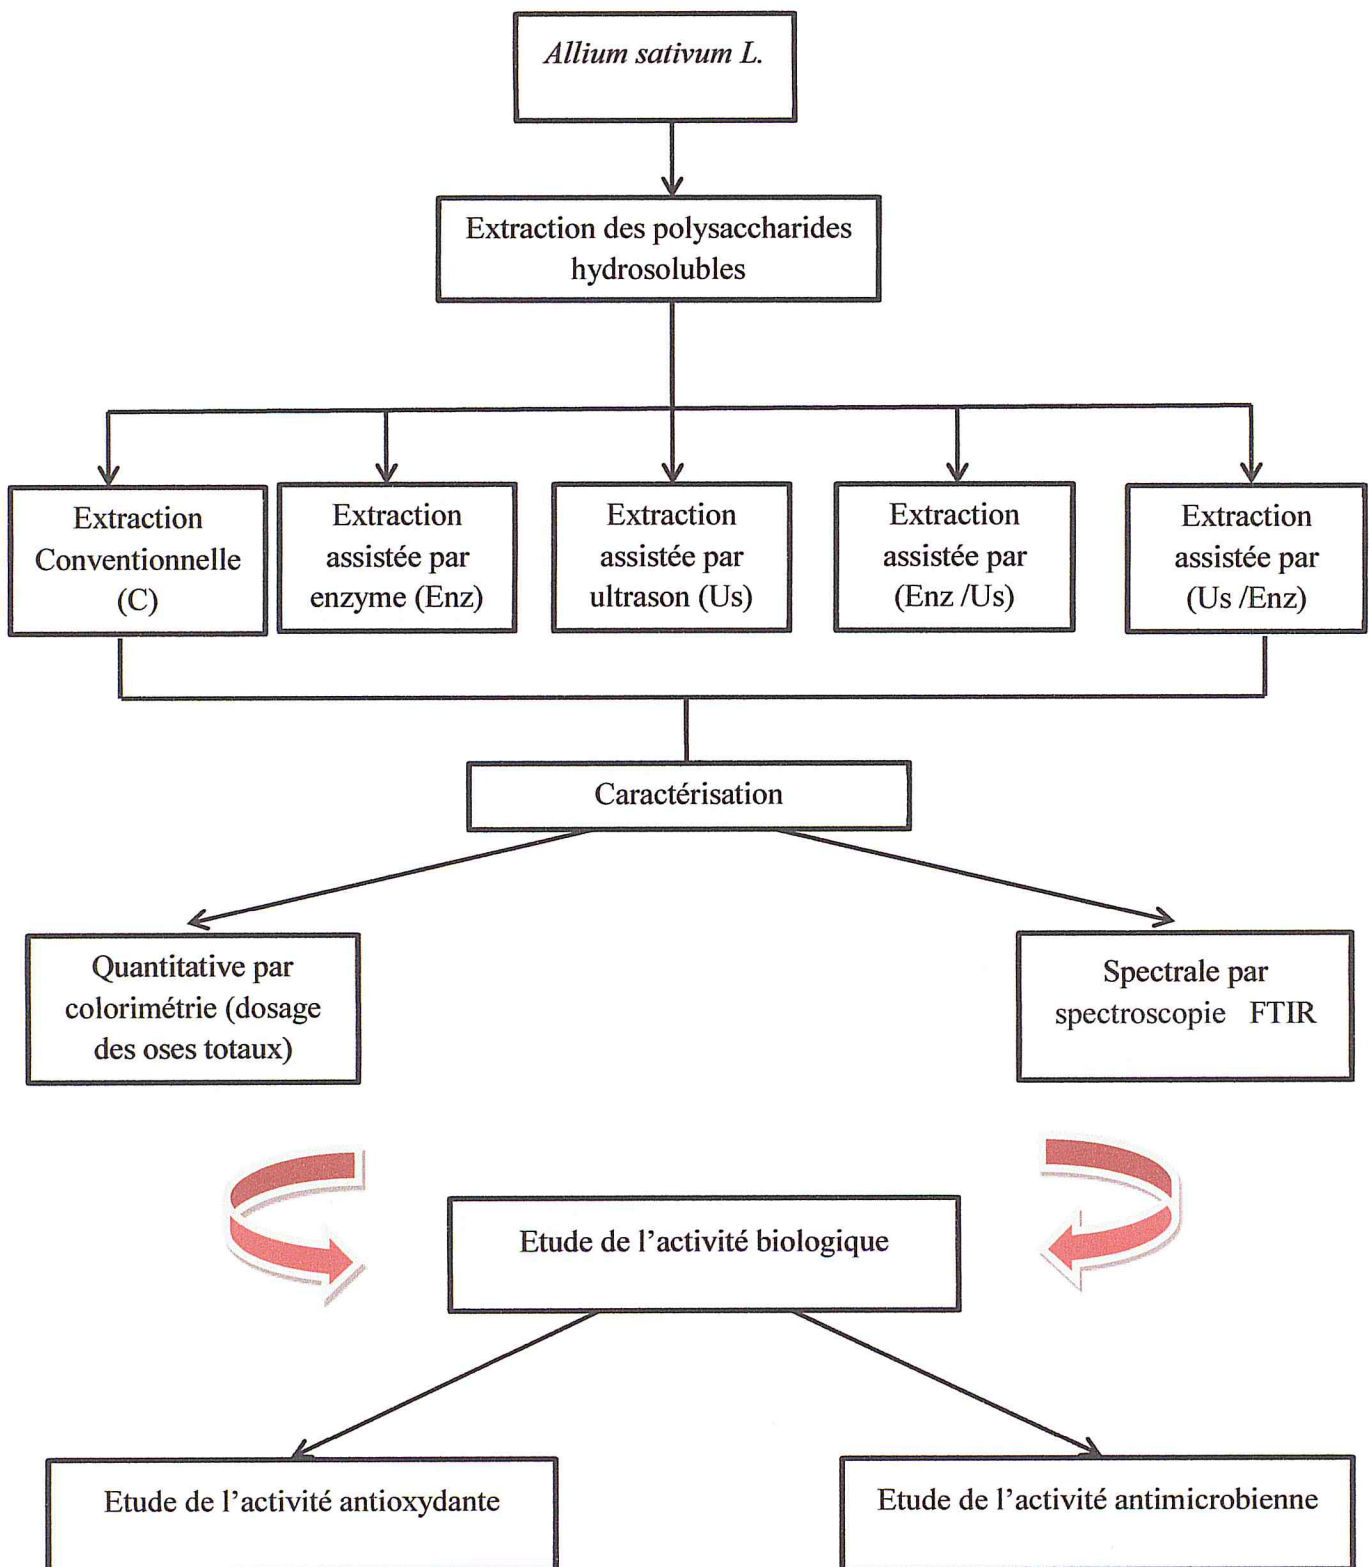 Allium sativum L.
Extraction des polysaccharides
hydrosolubles
Extraction
Conventionnelle
(C)
Extraction
assistée par
enzyme (Enz)
Extraction
assistée par
ultrason (Us)
Extraction
assistée par
(Enz /Us)
Extraction
assistée par
(Us /Enz)
Caractérisation
Quantitative par
colorimétrie (dosage
des oses totaux)
Spectrale par
spectroscopie FTIR
Etude de l’activité biologique
Etude de l’activité antioxydante
Etude de l’activité antimicrobienne